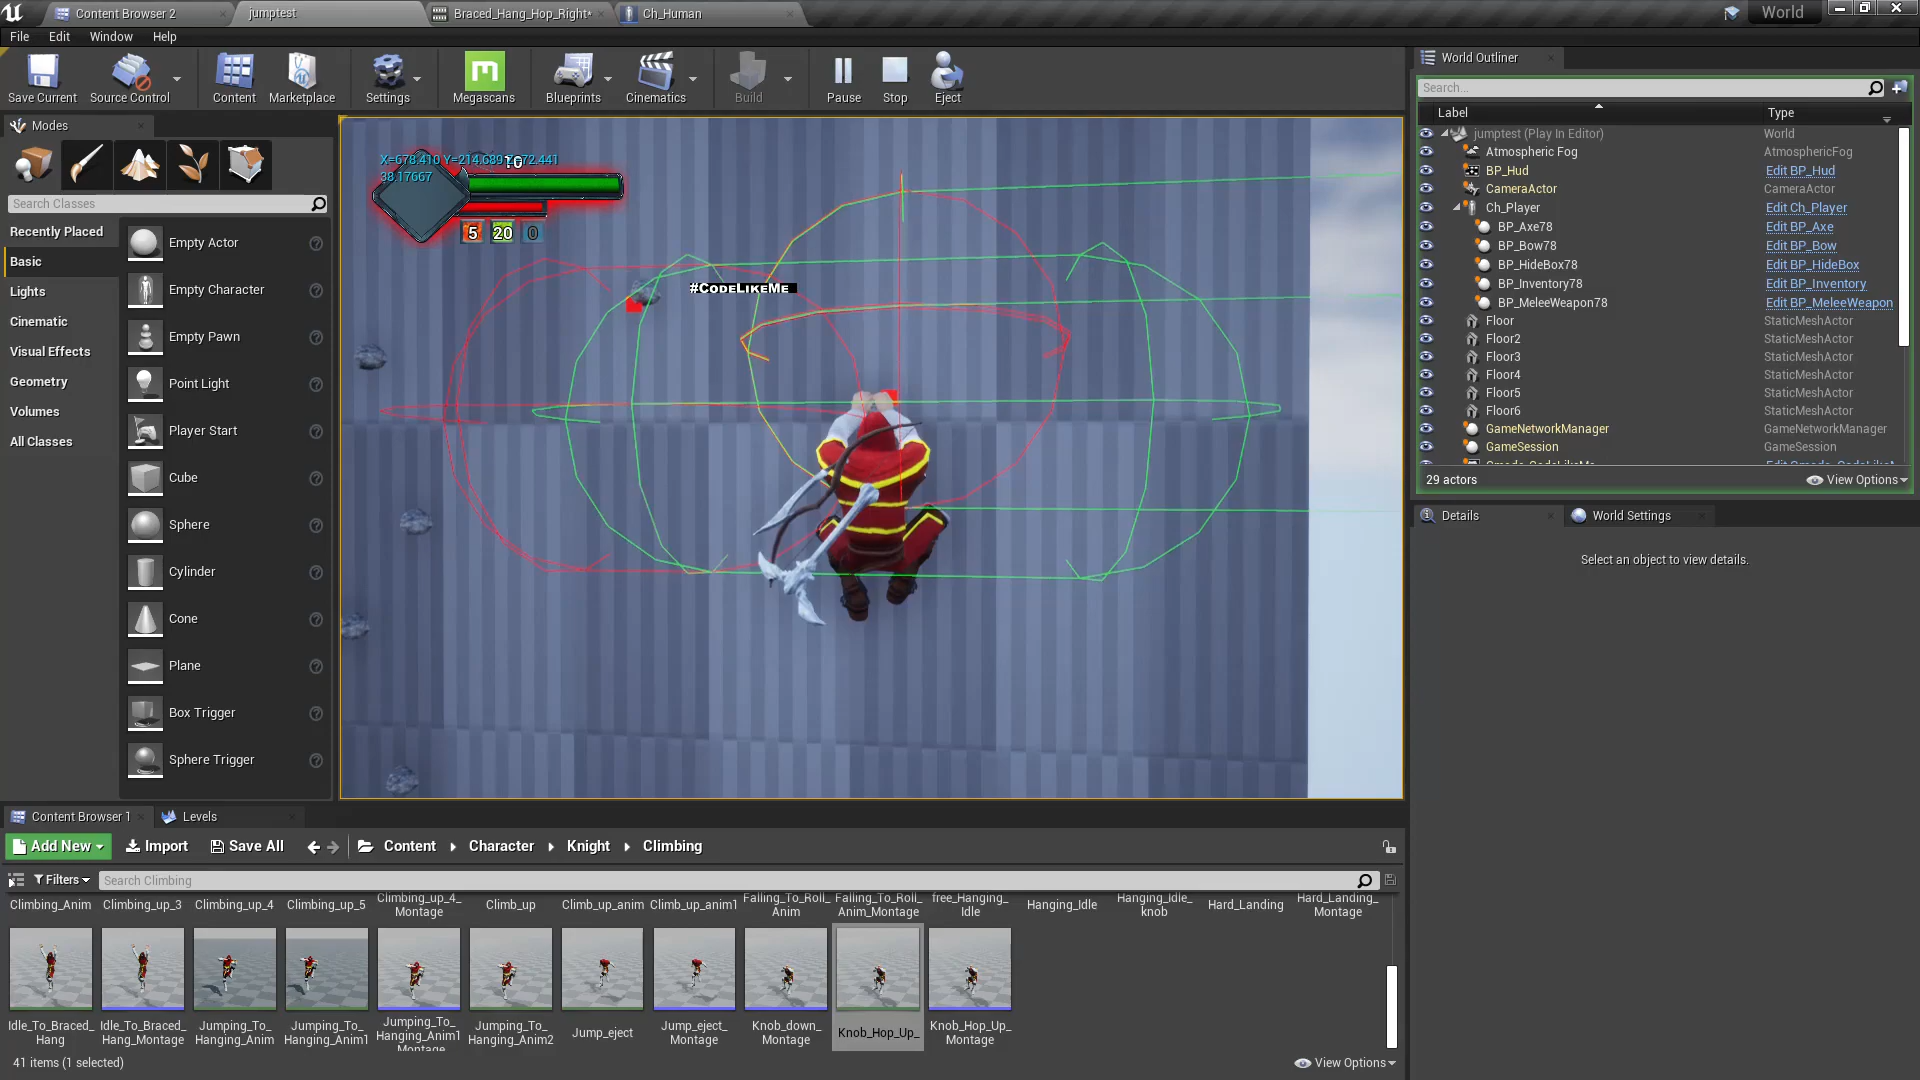 Content Browser 2
jumptest
Braced_Hang_Hop_Right*
Ch_Human
World
File
Edit
Window
Help
Save Current
Source Control
Content
Marketplace
Settings
Megascans
Blueprints
Cinematics
Build
Pause
Stop
Eject
Modes
Search Classes
Recently Placed
Basic
Lights
Cinematic
Visual Effects
Geometry
Volumes
All Classes
Empty Actor
Empty Character
Empty Pawn
Point Light
Player Start
Cube
Sphere
Cylinder
Cone
Plane
Box Trigger
Sphere Trigger
38.17667
5
20
0
#CodeLikeMe
World Outliner
Search...
Label
Type
jumptest (Play In Editor)
World
Atmospheric Fog
AtmosphericFog
BP_Hud
Edit BP_Hud
CameraActor
CameraActor
Ch_Player
Edit Ch_Player
BP_Axe78
Edit BP_Axe
BP_Bow78
Edit BP_Bow
BP_HideBox78
Edit BP_HideBox
BP_Inventory78
Edit BP_Inventory
BP_MeleeWeapon78
Edit BP_MeleeWeapon
Floor
StaticMeshActor
Floor2
StaticMeshActor
Floor3
StaticMeshActor
Floor4
StaticMeshActor
Floor5
StaticMeshActor
Floor6
StaticMeshActor
GameNetworkManager
GameNetworkManager
GameSession
GameSession
29 actors
View Options
Details
World Settings
Select an object to view details.
Content Browser 1
Levels
Add New
Import
Save All
Content
Character
Knight
Climbing
Filters
Search Climbing
Climbing_Anim
Climbing_up_3
Climbing_up_4
Climbing_up_5
Climbing_up_4_
Montage
Climb_up
Climb_up_anim
Climb_up_anim1
Falling_To_Roll_
Anim
Falling_To_Roll_
Anim_Montage
free_Hanging_
Idle
Hanging_Idle
Hanging_Idle_
knob
Hard_Landing
Hard_Landing_
Montage
Idle_To_Braced_
Hang
Idle_To_Braced_
Hang_Montage
Jumping_To_
Hanging_Anim
Jumping_To_
Hanging_Anim1
Jumping_To_
Hanging_Anim1
Montage
Jumping_To_
Hanging_Anim2
Jump_eject
Jump_eject_
Montage
Knob_down_
Montage
Knob_Hop_Up_
Knob_Hop_Up_
Montage
41 items (1 selected)
View Options